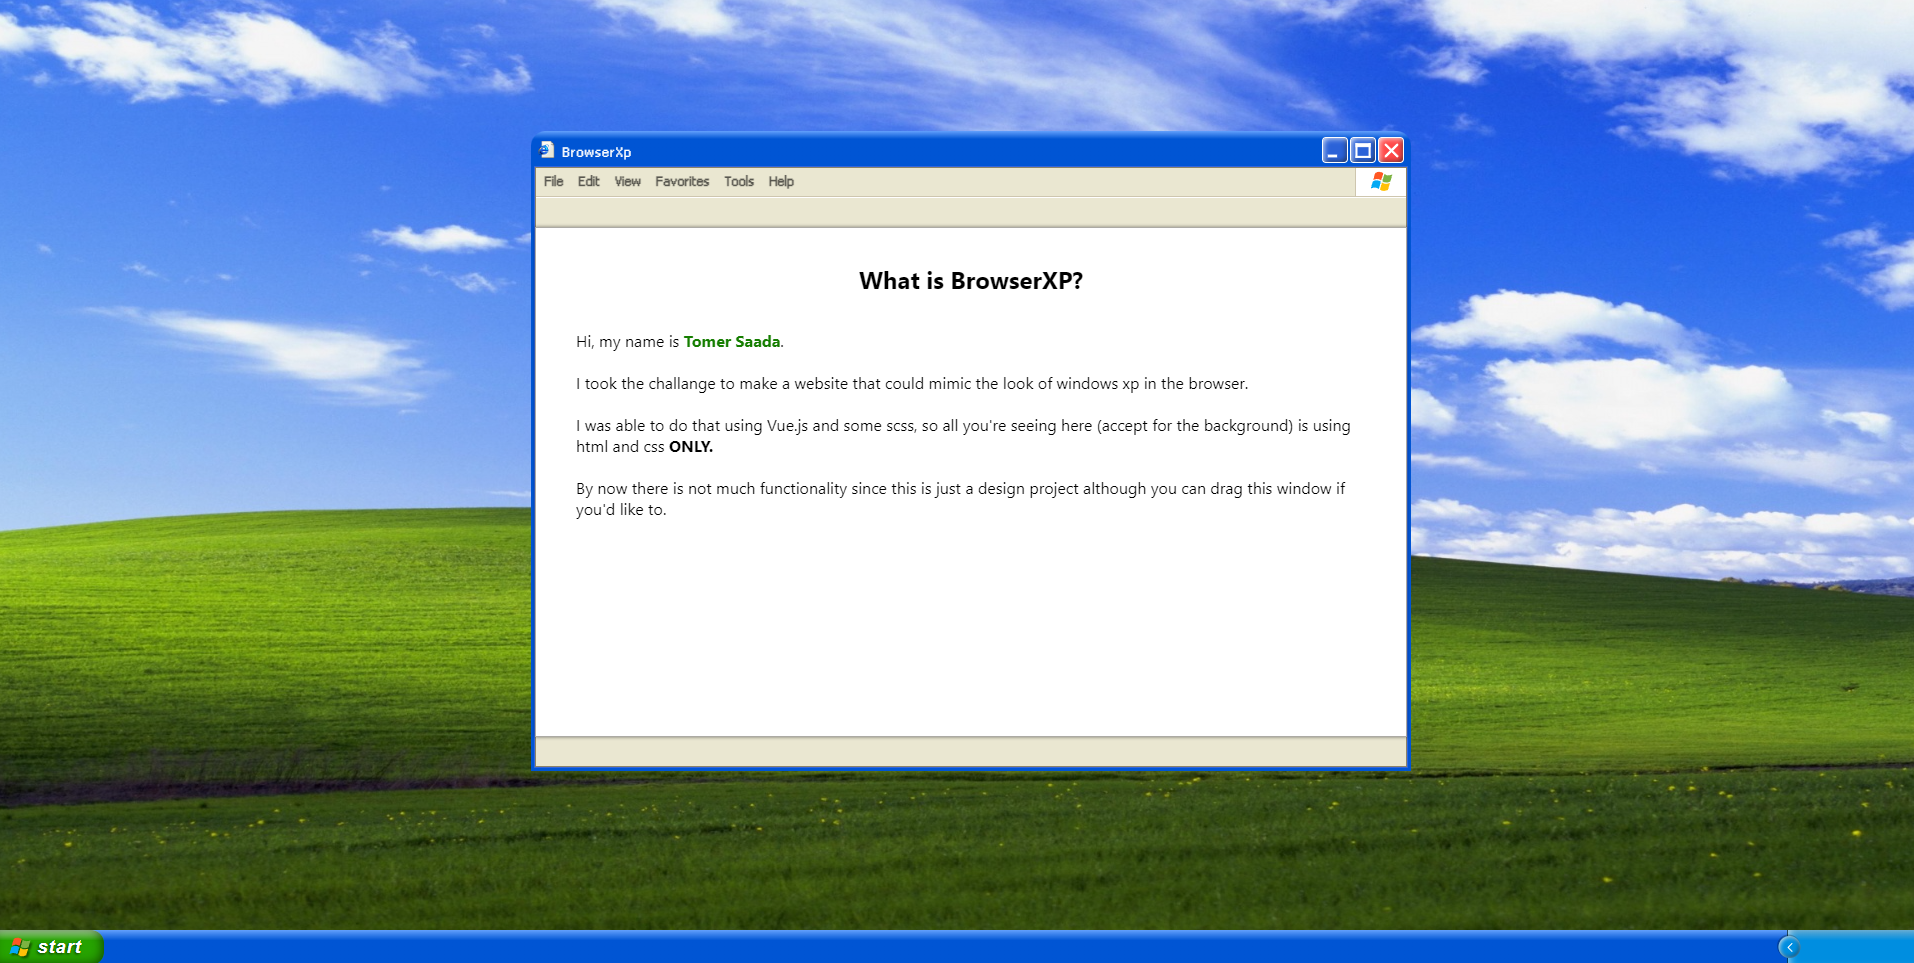 BrowserXp
File Edit View Favorites Tools Help
What is BrowserXP?
Hi, my name is Tomer Saada.
I took the challange to make a website that could mimic the look of windows xp in the browser.
I was able to do that using Vue.js and some scss, so all you're seeing here (accept for the background) is using
html and css ONLY.
By now there is not much functionality since this is just a design project although you can drag this window if
you'd like to.
start